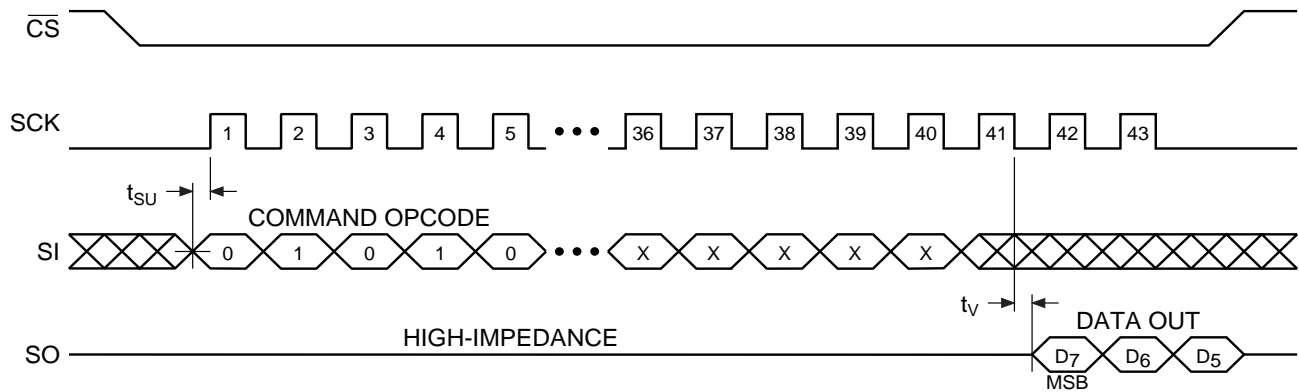 C̅S̅
SCK 1 2 3 4 5 ••• 36 37 38 39 40 41 42 43
tSU
COMMAND OPCODE
SI 0 1 0 1 0 ••• X X X X X
tV
HIGH-IMPEDANCE DATA OUT
SO D7 D6 D5
MSB